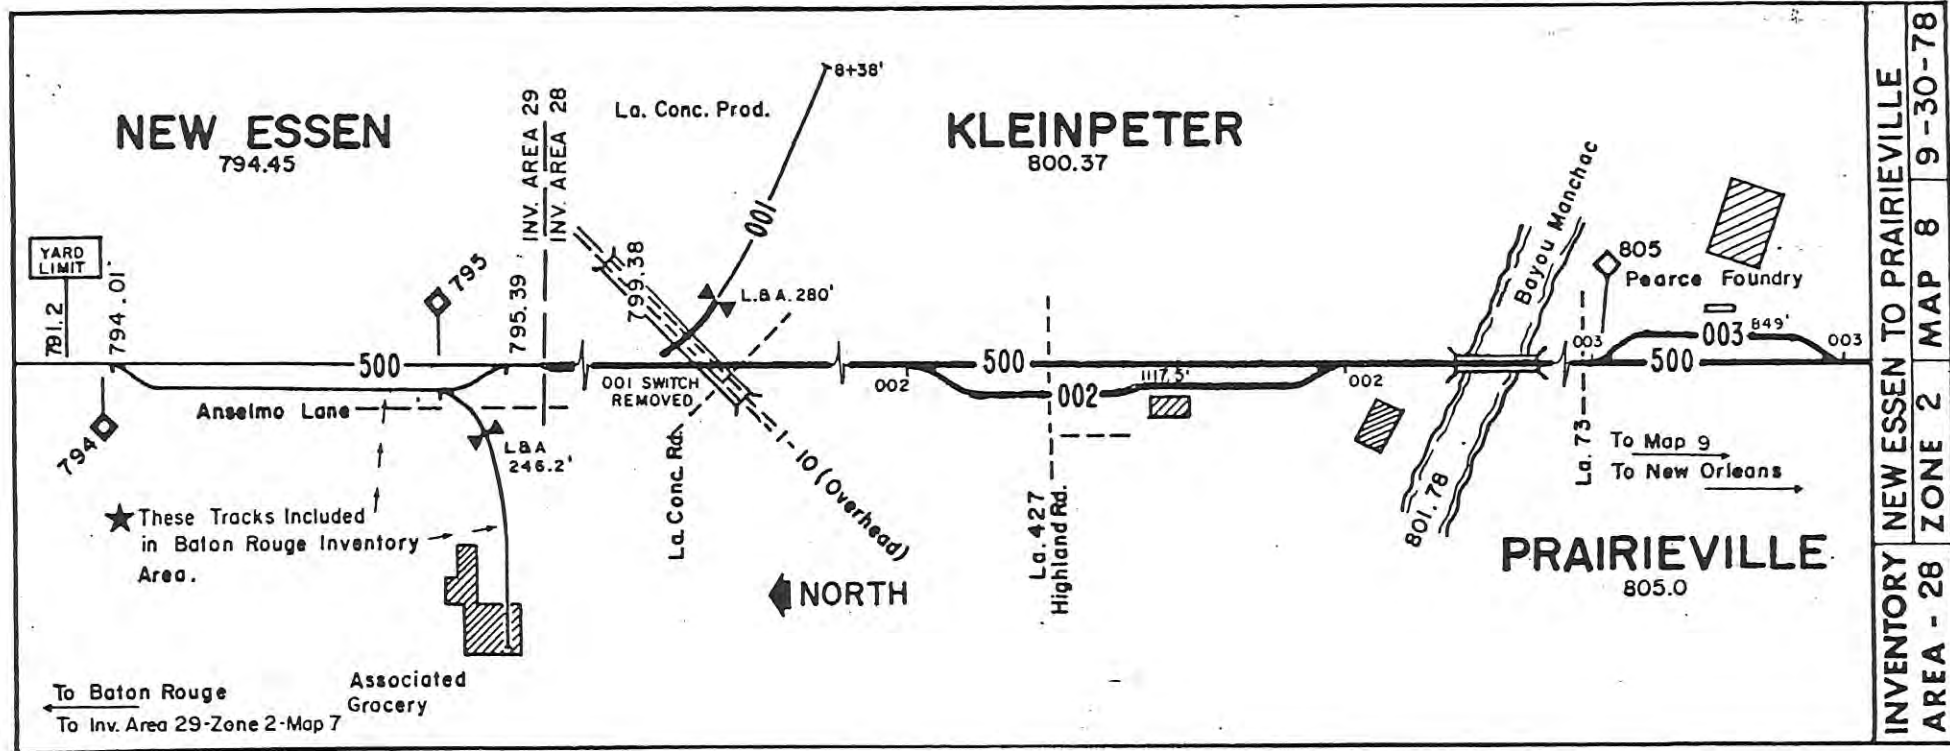 NEW ESSEN
794.45
YARD
LIMIT
791.2
794.01'
794
795
795.39
500
Anselmo Lane
L&A
246.2'
★ These Tracks Included
in Baton Rouge Inventory
Area.
Associated
Grocery
To Baton Rouge
To Inv. Area 29-Zone 2-Map 7
INV. AREA 29
INV. AREA 28
La. Conc. Prod.
8+38'
001
799.38
L.&A. 280'
001 SWITCH
REMOVED
La. Conc. Rd.
I-10 (Overhead)
NORTH
KLEINPETER
800.37
002
500
002
1117.5'
002
La. 427
Highland Rd.
Bayou Manchac
801.78
805
Pearce Foundry
003
003
849'
003
500
La. 73
To Map 9
To New Orleans
PRAIRIEVILLE
805.0
INVENTORY NEW ESSEN TO PRAIRIEVILLE
AREA - 28 ZONE 2 MAP 8 9-30-78